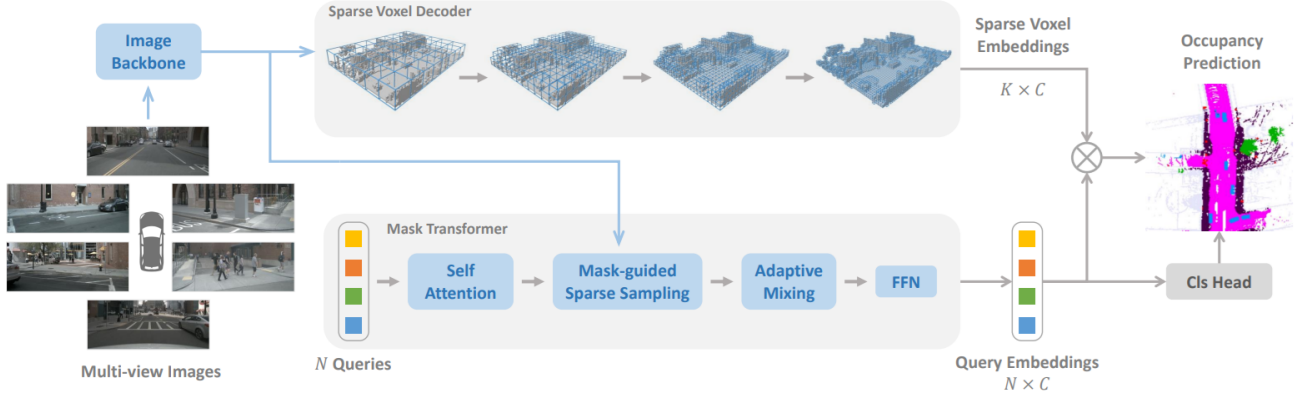 Sparse Voxel Decoder
Image
Backbone
Sparse Voxel
Embeddings
K × C
Occupancy
Prediction
Mask Transformer
Self
Attention
Mask-guided
Sparse Sampling
Adaptive
Mixing
FFN
Cls Head
Multi-view Images
N Queries
Query Embeddings
N × C